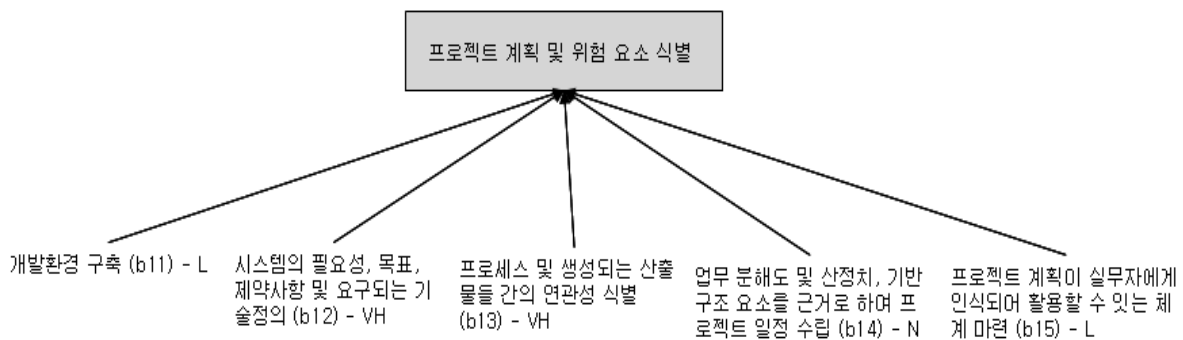 프로젝트 계획 및 위험 요소 식별
개발환경 구축 (b11) - L
시스템의 필요성, 목표,
제약사항 및 요구되는 기
술정의 (b12) - VH
프로세스 및 생성되는 산출
물들 간의 연관성 식별
(b13) - VH
업무 분해도 및 산정치, 기반
구조 요소를 근거로 하여 프
로젝트 일정 수립 (b14) - N
프로젝트 계획이 실무자에게
인식되어 활용할 수 잇는 체
계 마련 (b15) - L